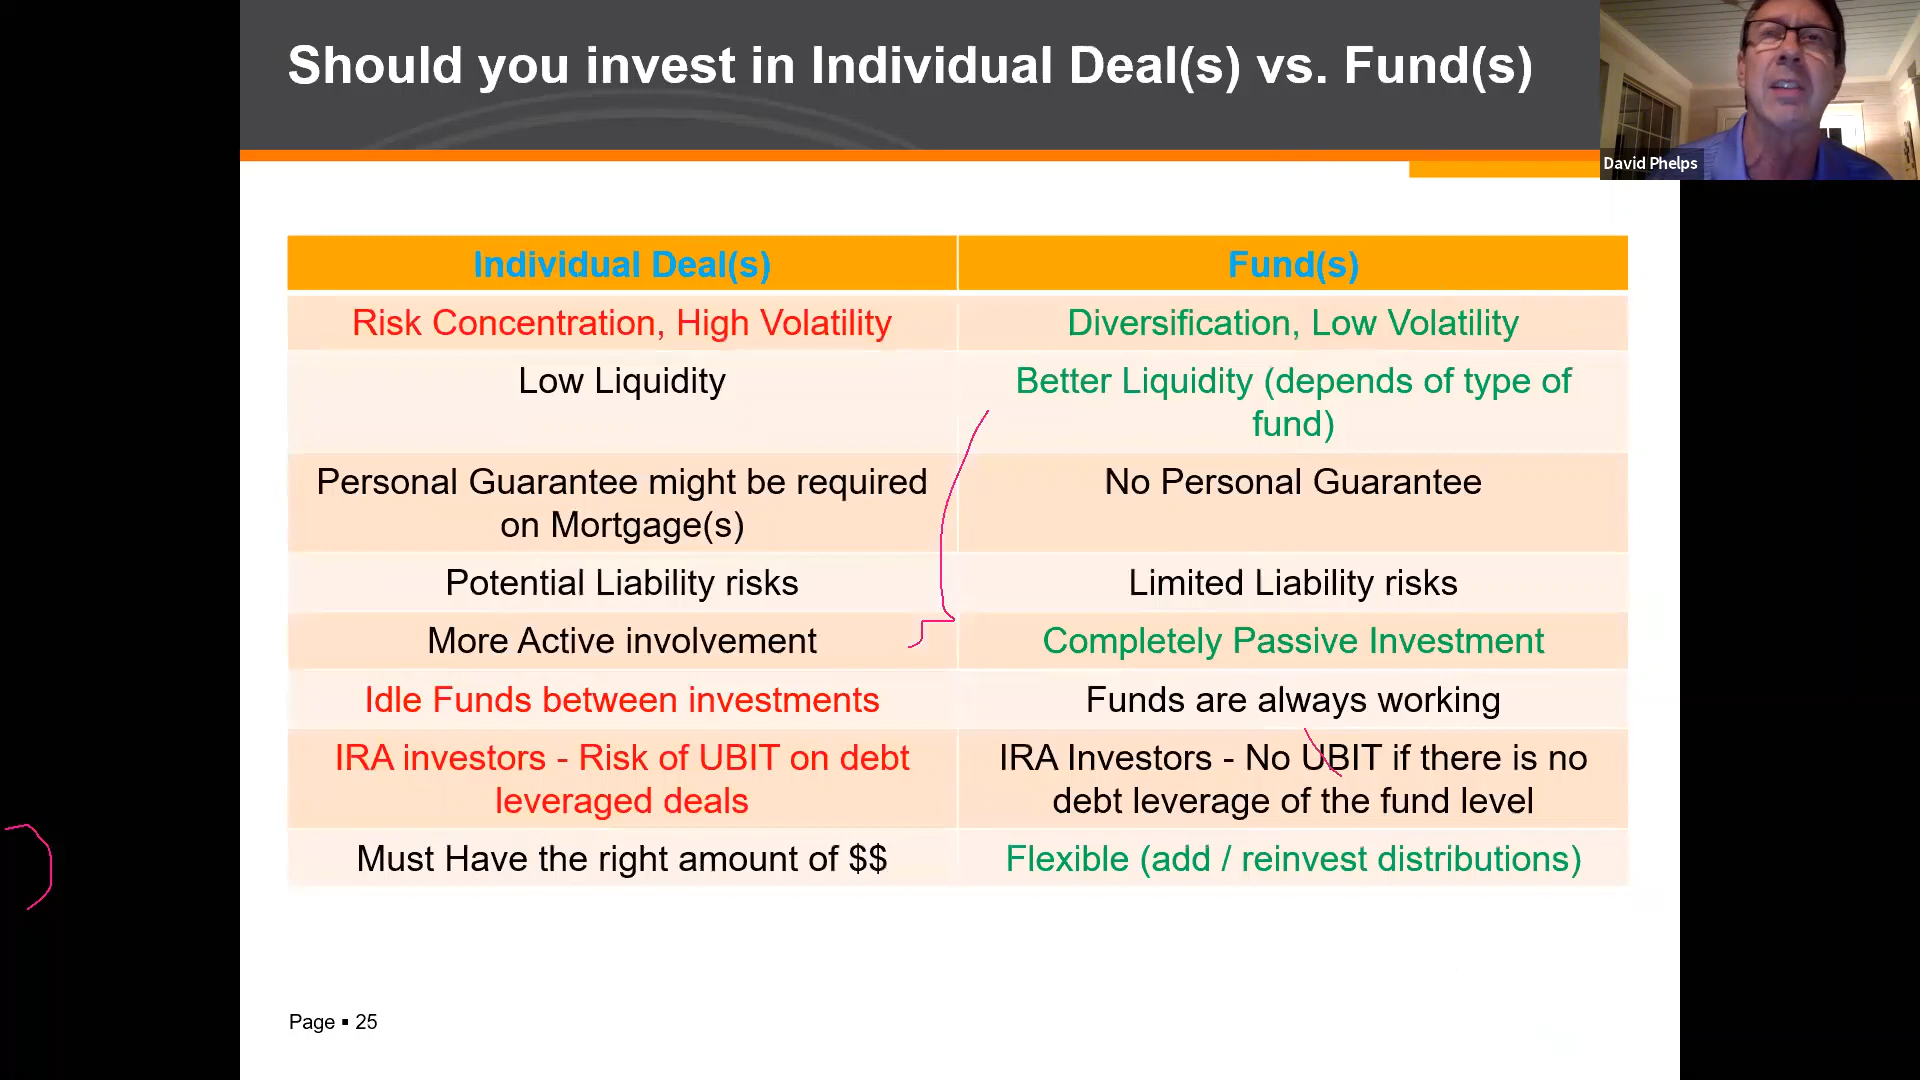 Should you invest in Individual Deal(s) vs. Fund(s)
David Phelps
Individual Deal(s)
Fund(s)
Risk Concentration, High Volatility
Diversification, Low Volatility
Low Liquidity
Better Liquidity (depends of type of
fund)
Personal Guarantee might be required
on Mortgage(s)
No Personal Guarantee
Potential Liability risks
Limited Liability risks
More Active involvement
Completely Passive Investment
Idle Funds between investments
Funds are always working
IRA investors - Risk of UBIT on debt
leveraged deals
IRA Investors - No UBIT if there is no
debt leverage of the fund level
Must Have the right amount of $$
Flexible (add / reinvest distributions)
Page ▪ 25